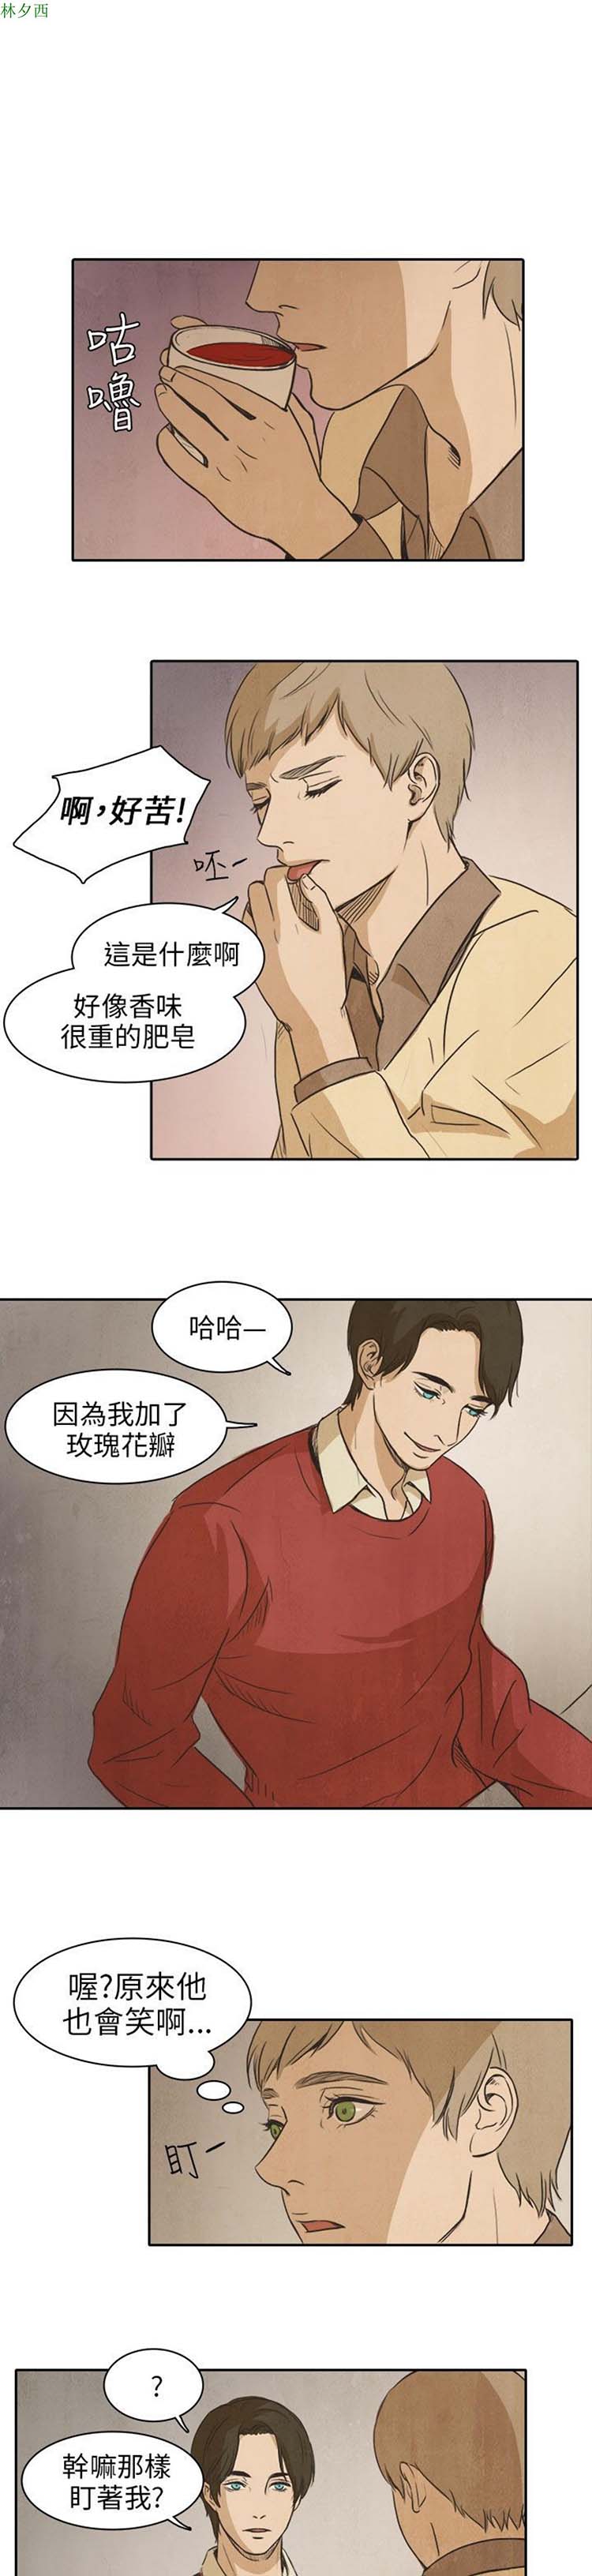 林夕西
咕
嚕
啊,好苦!
呸一
這是什麼啊
好像香味
很重的肥皂
哈哈—
因為我加了
玫瑰花瓣
喔?原來他
也會笑啊...
盯一
?
幹嘛那樣
盯著我?